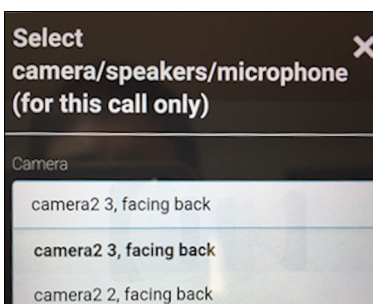 Select
camera/speakers/microphone
(for this call only)
Camera
camera2 3, facing back
camera2 3, facing back
camera2 2, facing back